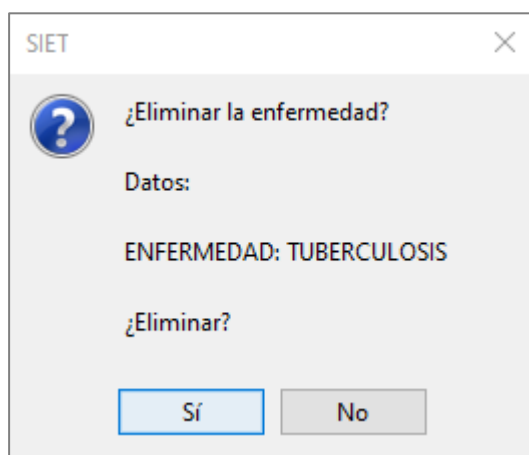 SIET
¿Eliminar la enfermedad?
Datos:
ENFERMEDAD: TUBERCULOSIS
¿Eliminar?
Sí No